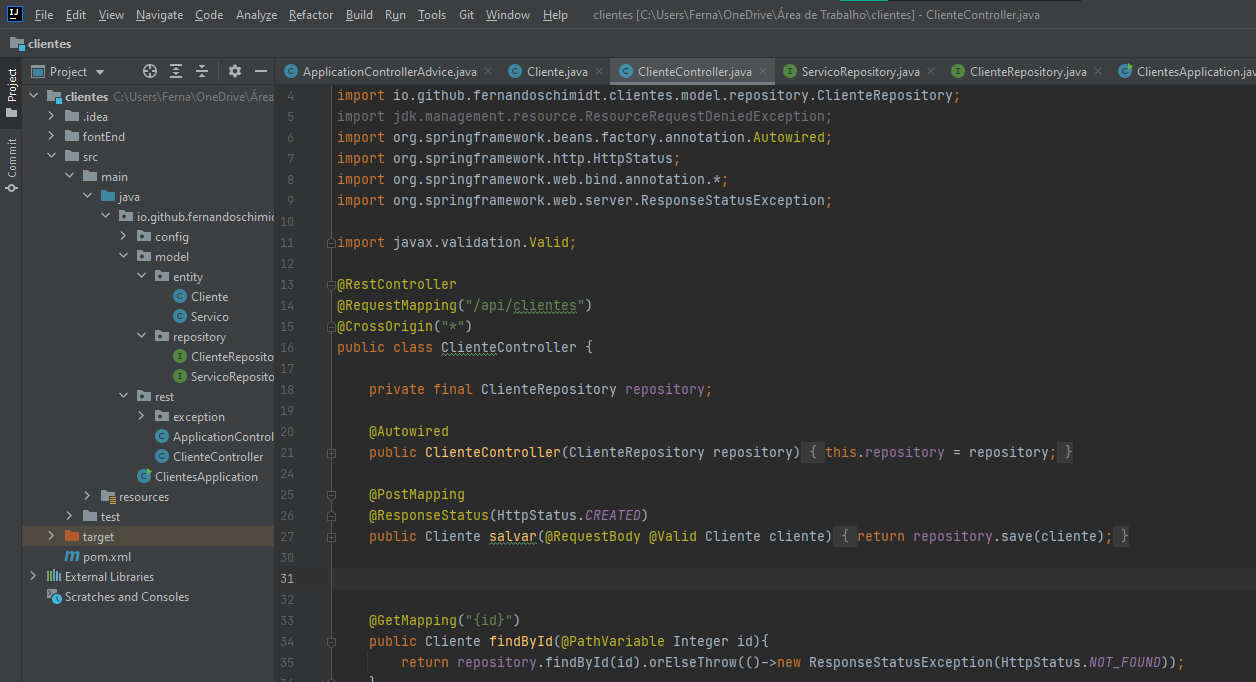 File Edit View Navigate Code Analyze Refactor Build Run Tools Git Window Help clientes [C:\Users\Ferna\OneDrive\Área de Trabalho\clientes] - ClienteController.java
clientes
Project
ApplicationControllerAdvice.java Cliente.java ClienteController.java ServicoRepository.java ClienteRepository.java ClientesApplication.jav
Project
Commit
clientes C:\Users\Ferna\OneDrive\Área
.idea
fontEnd
src
main
java
io.github.fernandoschimid
config
model
entity
Cliente
Servico
repository
ClienteReposito
ServicoReposito
rest
exception
ApplicationControl
ClienteController
ClientesApplication
resources
test
target
pom.xml
External Libraries
Scratches and Consoles
4 import io.github.fernandoschimidt.clientes.model.repository.ClienteRepository;
5 import jdk.management.resource.ResourceRequestDeniedException;
6 import org.springframework.beans.factory.annotation.Autowired;
7 import org.springframework.http.HttpStatus;
8 import org.springframework.web.bind.annotation.*;
9 import org.springframework.web.server.ResponseStatusException;
10
11 import javax.validation.Valid;
12
13 @RestController
14 @RequestMapping("/api/clientes")
15 @CrossOrigin("*")
16 public class ClienteController {
17
18 private final ClienteRepository repository;
19
20 @Autowired
21 public ClienteController(ClienteRepository repository) { this.repository = repository; }
24
25 @PostMapping
26 @ResponseStatus(HttpStatus.CREATED)
27 public Cliente salvar(@RequestBody @Valid Cliente cliente) { return repository.save(cliente); }
30
31
32
33 @GetMapping("{id}")
34 public Cliente findById(@PathVariable Integer id){
35 return repository.findById(id).orElseThrow(()->new ResponseStatusException(HttpStatus.NOT_FOUND));